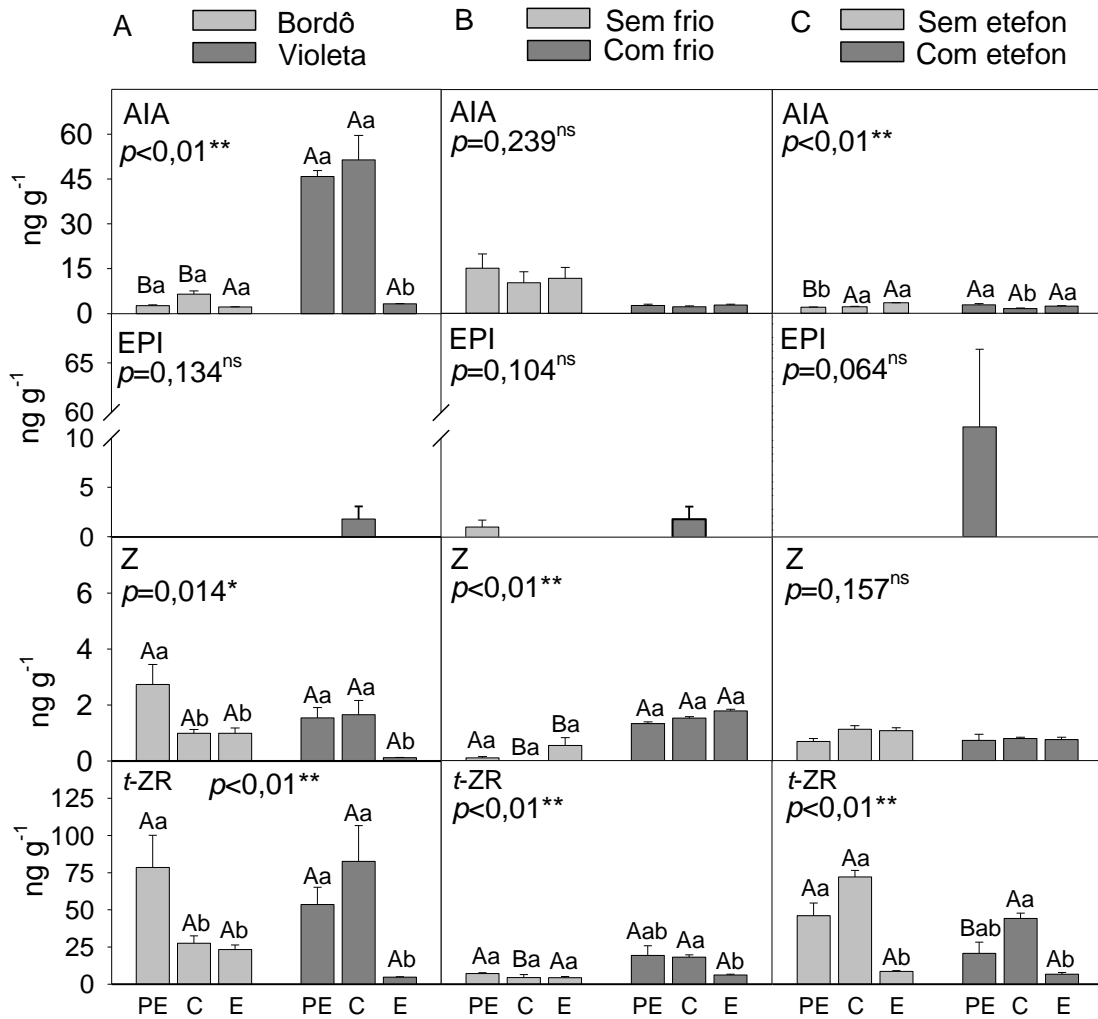 A Bordô Violeta
B Sem frio Com frio
C Sem etefon Com etefon
AIA
p<0,01**
Ba Ba Aa Aa Aa Ab
AIA
p=0,239ns
AIA
p<0,01**
Bb Aa Aa Aa Ab Aa
60
45
30
15
0
ng g-1
EPI
p=0,134ns
EPI
p=0,104ns
EPI
p=0,064ns
65
60
10
5
0
ng g-1
Z
p=0,014*
Aa Ab Ab Aa Aa Ab
Z
p<0,01**
Aa Ba Ba Aa Aa Aa
Z
p=0,157ns
6
4
2
0
ng g-1
t-ZR p<0,01**
Aa Ab Ab Aa Aa Ab
t-ZR
p<0,01**
Aa Ba Aa Aab Aa Ab
t-ZR
p<0,01**
Aa Aa Ab Bab Aa Ab
125
100
75
50
25
0
ng g-1
PE C E PE C E PE C E PE C E PE C E PE C E